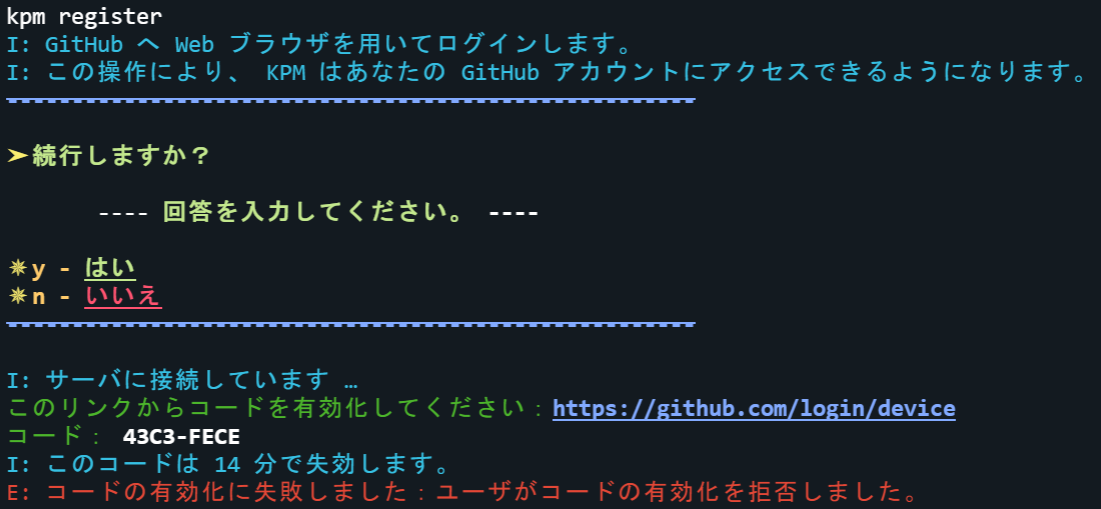 kpm register
I: GitHub へ Web ブラウザを用いてログインします。
I: この操作により、 KPM はあなたの GitHub アカウントにアクセスできるようになります。
-----------------------------------------------------
➤続行しますか？
---- 回答を入力してください。 ----
✵y - はい
✵n - いいえ
-----------------------------------------------------
I: サーバに接続しています …
このリンクからコードを有効化してください：https://github.com/login/device
コード： 43C3-FECE
I: このコードは 14 分で失効します。
E: コードの有効化に失敗しました：ユーザがコードの有効化を拒否しました。